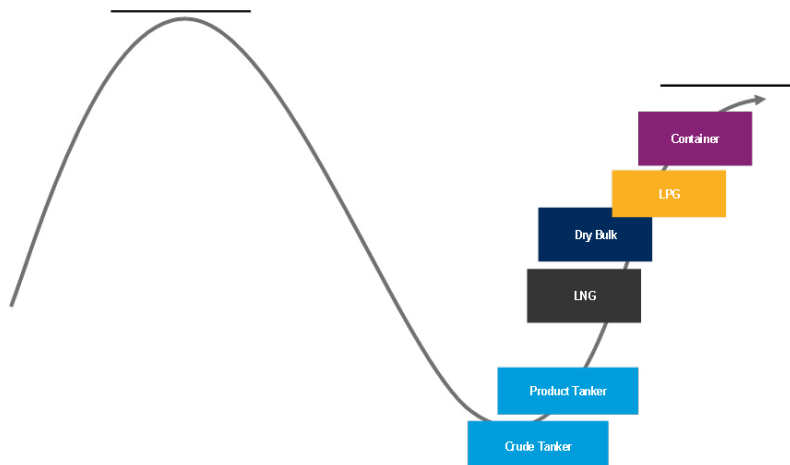 Container
LPG
Dry Bulk
LNG
Product Tanker
Crude Tanker